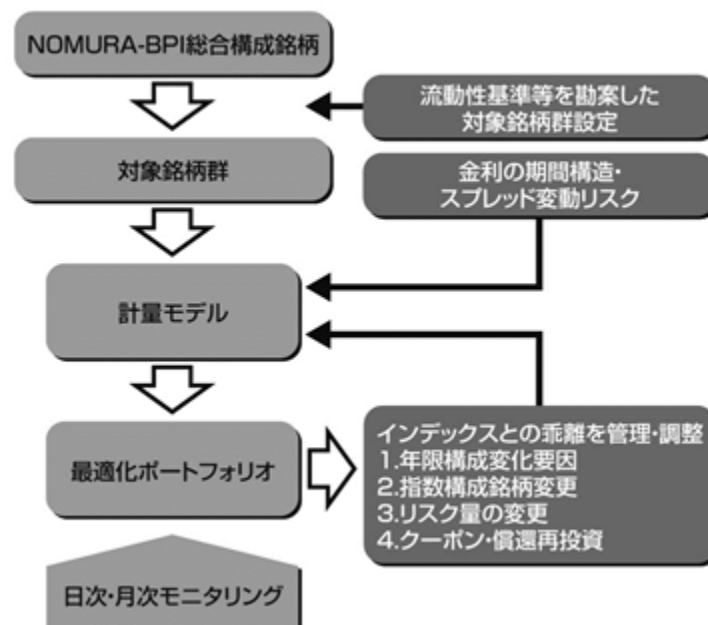 NOMURA-BPI総合構成銘柄
流動性基準等を勘案した
対象銘柄群設定
対象銘柄群
金利の期間構造・
スプレッド変動リスク
計量モデル
最適化ポートフォリオ
インデックスとの乖離を管理・調整
1.年限構成変化要因
2.指数構成銘柄変更
3.リスク量の変更
4.クーポン・償還再投資
日次・月次モニタリング